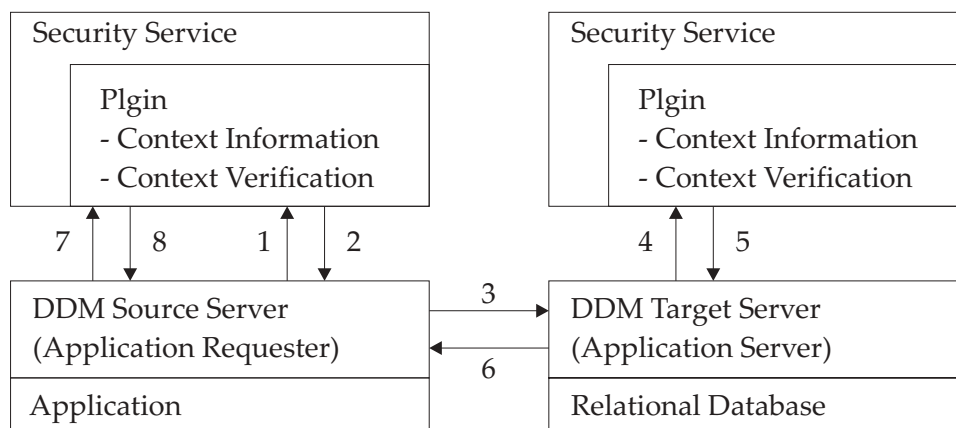 Security Service
Plgin
- Context Information
- Context Verification
Security Service
Plgin
- Context Information
- Context Verification
7 8 1 2 4 5
DDM Source Server
(Application Requester)
3
6
DDM Target Server
(Application Server)
Application
Relational Database